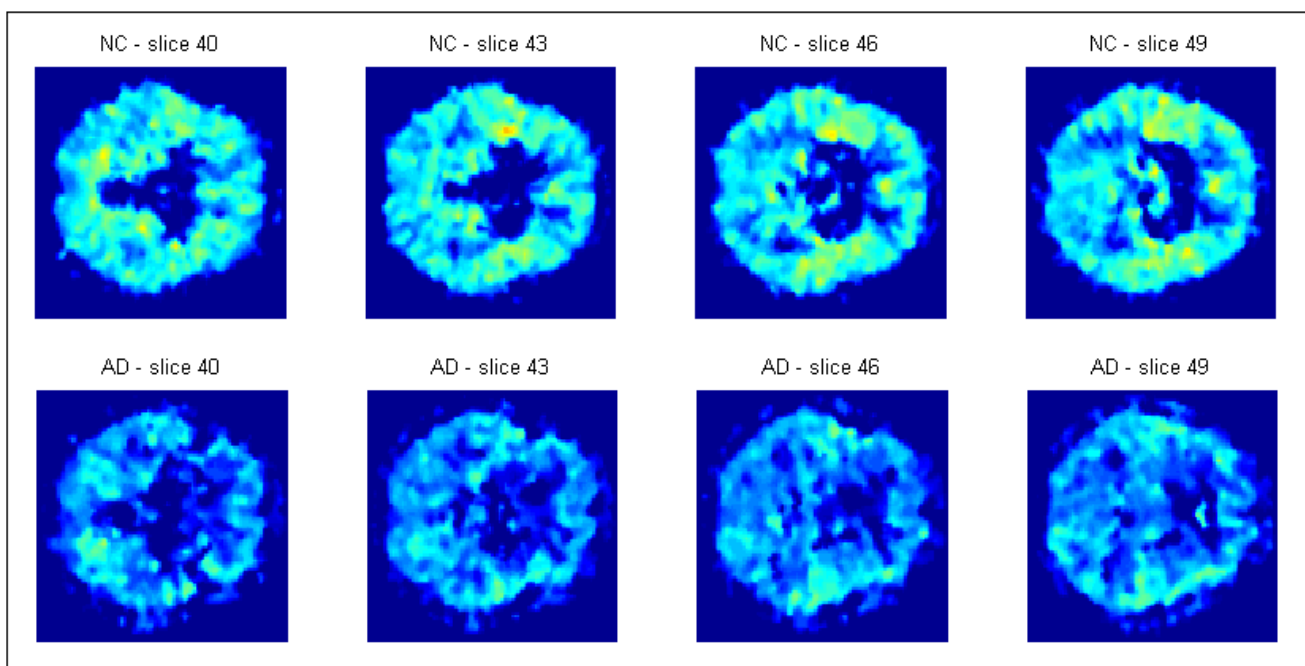 NC - slice 40
NC - slice 43
NC - slice 46
NC - slice 49
AD - slice 40
AD - slice 43
AD - slice 46
AD - slice 49